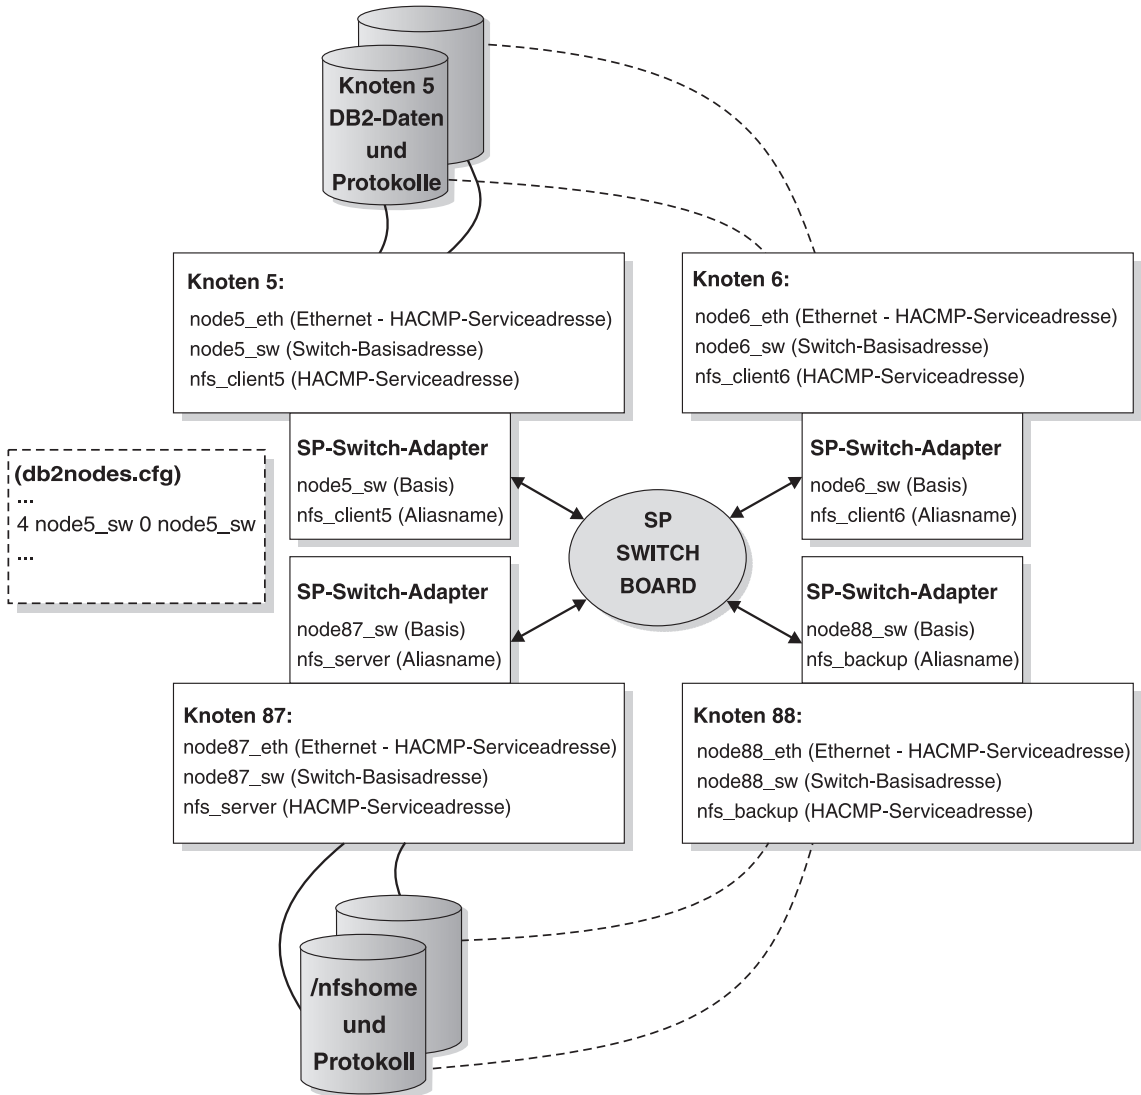 Knoten 5
DB2-Daten
und
Protokolle
Knoten 5:
node5_eth (Ethernet - HACMP-Serviceadresse)
node5_sw (Switch-Basisadresse)
nfs_client5 (HACMP-Serviceadresse)
Knoten 6:
node6_eth (Ethernet - HACMP-Serviceadresse)
node6_sw (Switch-Basisadresse)
nfs_client6 (HACMP-Serviceadresse)
SP-Switch-Adapter
node5_sw (Basis)
nfs_client5 (Aliasname)
SP-Switch-Adapter
node6_sw (Basis)
nfs_client6 (Aliasname)
(db2nodes.cfg)
...
4 node5_sw 0 node5_sw
...
SP
SWITCH
BOARD
SP-Switch-Adapter
node87_sw (Basis)
nfs_server (Aliasname)
SP-Switch-Adapter
node88_sw (Basis)
nfs_backup (Aliasname)
Knoten 87:
node87_eth (Ethernet - HACMP-Serviceadresse)
node87_sw (Switch-Basisadresse)
nfs_server (HACMP-Serviceadresse)
Knoten 88:
node88_eth (Ethernet - HACMP-Serviceadresse)
node88_sw (Switch-Basisadresse)
nfs_backup (HACMP-Serviceadresse)
/nfshome
und
Protokoll